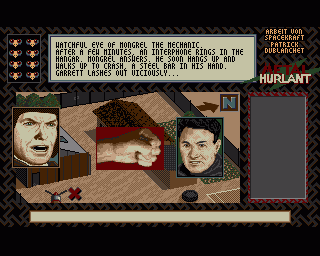 WATCHFUL EYE OF MONGREL THE MECHANIC.
AFTER A FEW MINUTES, AN INTERPHONE RINGS IN THE
HANGAR. MONGREL ANSWERS. HE SOON HANGS UP AND
WALKS UP TO CRASH, A STEEL BAR IN HIS HAND.
GARRETT LASHES OUT VICIOUSLY...
ARBEIT VON
SPACEKRAFT
PATRICK
DUBLANCHET
METAL
HURLANT
N